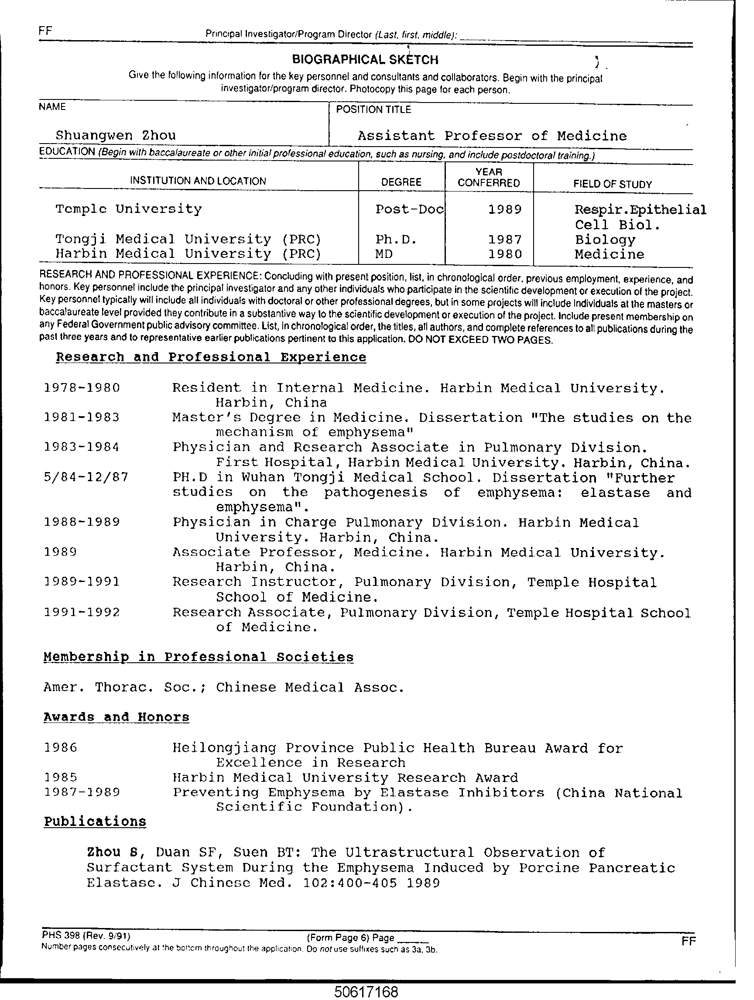 FF
Principal Investigator/Program Director (Last, first, middle):
BIOGRAPHICAL SKETCH
Give the following information for the key personnel and consultants and collaborators. Begin with the principal
investigator/program director. Photocopy this page for each person.
NAME
POSITION TITLE
Shuangwen Zhou
Assistant Professor of Medicine
EDUCATION (Begin with baccalaureate or other initial professional education, such as nursing, and include postdoctoral training.)
INSTITUTION AND LOCATION DEGREE YEAR CONFERRED FIELD OF STUDY
Temple University Post-Doc 1989 Respir.Epithelial
Cell Biol.
Tongji Medical University (PRC) Ph.D. 1987 Biology
Harbin Medical University (PRC) MD 1980 Medicine
RESEARCH AND PROFESSIONAL EXPERIENCE: Concluding with present position, list, in chronological order, previous employment, experience, and
honors. Key personnel include the principal investigator and any other individuals who participate in the scientific development or execution of the project.
Key personnel typically will include all individuals with doctoral or other professional degrees, but in some projects will include Individuals at the masters or
baccalaureate level provided they contribute in a substantive way to the scientific development or execution of the project. Include present membership on
any Federal Government public advisory committee. List, in chronological order, the titles, all authors, and complete references to all publications during the
past three years and to representative earlier publications pertinent to this application. DO NOT EXCEED TWO PAGES.
Research and Professional Experience
1978-1980 Resident in Internal Medicine. Harbin Medical University.
Harbin, China
1981-1983 Master's Degree in Medicine. Dissertation "The studies on the
mechanism of emphysema"
1983-1984 Physician and Research Associate in Pulmonary Division.
First Hospital, Harbin Medical University. Harbin, China.
5/84-12/87 PH.D in Wuhan Tongji Medical School. Dissertation "Further
studies on the pathogenesis of emphysema: elastase and
emphysema".
1988-1989 Physician in Charge Pulmonary Division. Harbin Medical
University. Harbin, China.
1989 Associate Professor, Medicine. Harbin Medical University.
Harbin, China.
1989-1991 Research Instructor, Pulmonary Division, Temple Hospital
School of Medicine.
1991-1992 Research Associate, Pulmonary Division, Temple Hospital School
of Medicine.
Membership in Professional Societies
Amer. Thorac. Soc.; Chinese Medical Assoc.
Awards and Honors
1986 Heilongjiang Province Public Health Bureau Award for
Excellence in Research
1985 Harbin Medical University Research Award
1987-1989 Preventing Emphysema by Elastase Inhibitors (China National
Scientific Foundation).
Publications
Zhou S, Duan SF, Suen BT: The Ultrastructural Observation of
Surfactant System During the Emphysema Induced by Porcine Pancreatic
Elastase. J Chinese Med. 102:400-405 1989
PHS 398 (Rev. 9/91) (Form Page 6) Page FF
Number pages consecutively at the bottom throughout the application. Do not use suffixes such as 3a, 3b.
50617168